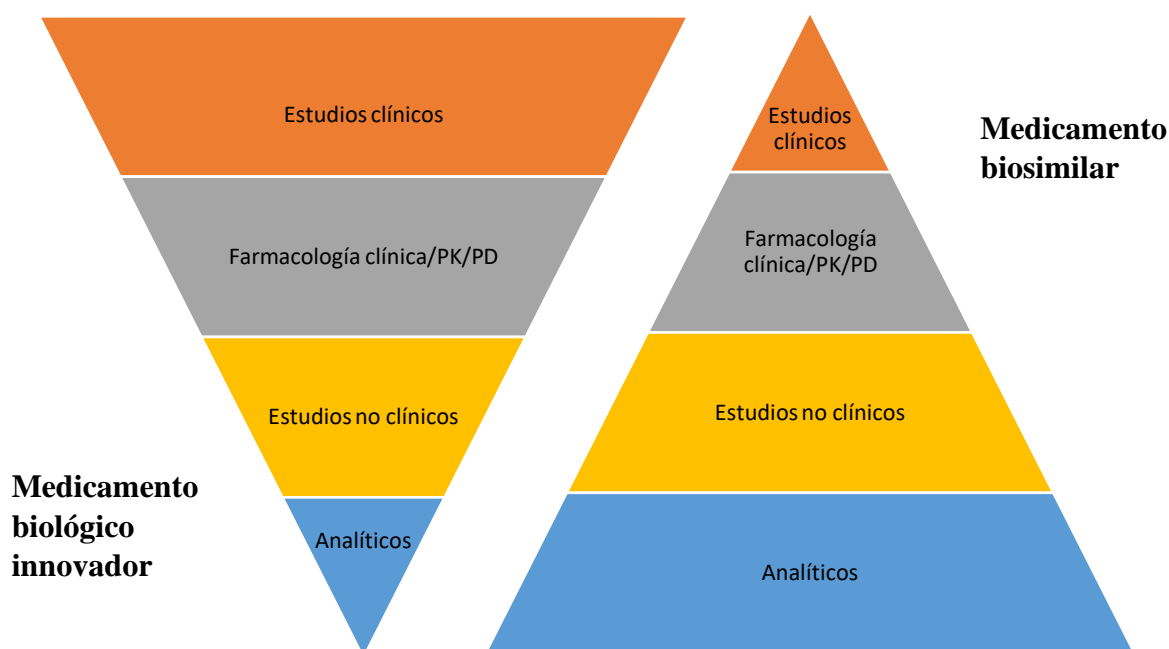 Estudios clínicos
Farmacología clínica/PK/PD
Estudios no clínicos
Analíticos
Medicamento
biológico
innovador
Estudios
clínicos
Farmacología
clínica/PK/PD
Estudios no clínicos
Analíticos
Medicamento
biosimilar